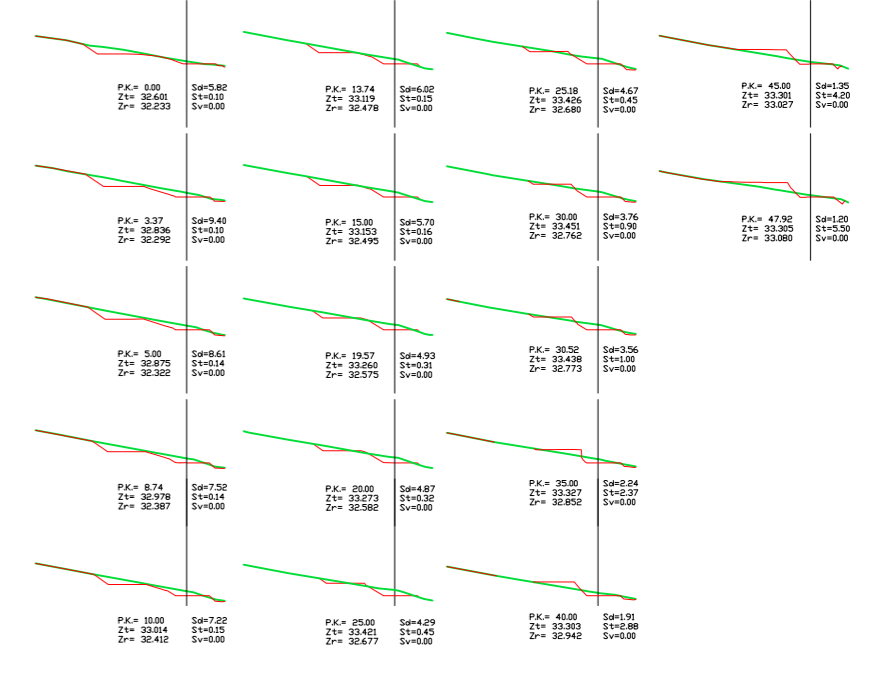 P.K.= 0.00 Sd=5.82
Zt= 32.601 St=0.10
Zr= 32.233 Sv=0.00
P.K.= 13.74 Sd=6.02
Zt= 33.119 St=0.15
Zr= 32.478 Sv=0.00
P.K.= 25.18 Sd=4.67
Zt= 33.426 St=0.45
Zr= 32.680 Sv=0.00
P.K.= 45.00 Sd=1.35
Zt= 33.301 St=4.20
Zr= 33.027 Sv=0.00
P.K.= 3.37 Sd=9.40
Zt= 32.836 St=0.10
Zr= 32.292 Sv=0.00
P.K.= 15.00 Sd=5.70
Zt= 33.153 St=0.16
Zr= 32.495 Sv=0.00
P.K.= 30.00 Sd=3.76
Zt= 33.451 St=0.90
Zr= 32.762 Sv=0.00
P.K.= 47.92 Sd=1.20
Zt= 33.305 St=5.50
Zr= 33.080 Sv=0.00
P.K.= 5.00 Sd=8.61
Zt= 32.875 St=0.14
Zr= 32.322 Sv=0.00
P.K.= 19.57 Sd=4.93
Zt= 33.260 St=0.31
Zr= 32.575 Sv=0.00
P.K.= 30.52 Sd=3.56
Zt= 33.438 St=1.00
Zr= 32.773 Sv=0.00
P.K.= 8.74 Sd=7.52
Zt= 32.978 St=0.14
Zr= 32.387 Sv=0.00
P.K.= 20.00 Sd=4.87
Zt= 33.273 St=0.32
Zr= 32.582 Sv=0.00
P.K.= 35.00 Sd=2.24
Zt= 33.327 St=2.37
Zr= 32.852 Sv=0.00
P.K.= 10.00 Sd=7.22
Zt= 33.014 St=0.15
Zr= 32.412 Sv=0.00
P.K.= 25.00 Sd=4.29
Zt= 33.421 St=0.45
Zr= 32.677 Sv=0.00
P.K.= 40.00 Sd=1.91
Zt= 33.303 St=2.88
Zr= 32.942 Sv=0.00